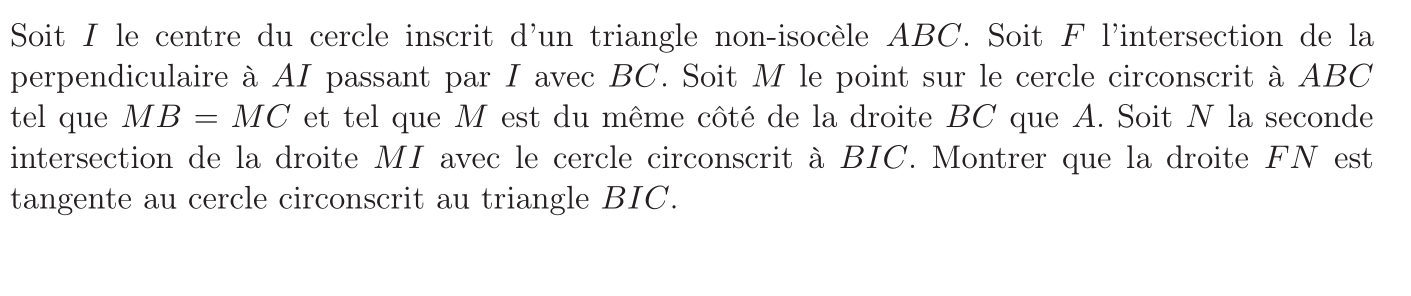 Soit I le centre du cercle inscrit d'un triangle non-isocèle ABC. Soit F l'intersection de la
perpendiculaire à AI passant par I avec BC. Soit M le point sur le cercle circonscrit à ABC
tel que MB = MC et tel que M est du même côté de la droite BC que A. Soit N la seconde
intersection de la droite MI avec le cercle circonscrit à BIC. Montrer que la droite FN est
tangente au cercle circonscrit au triangle BIC.